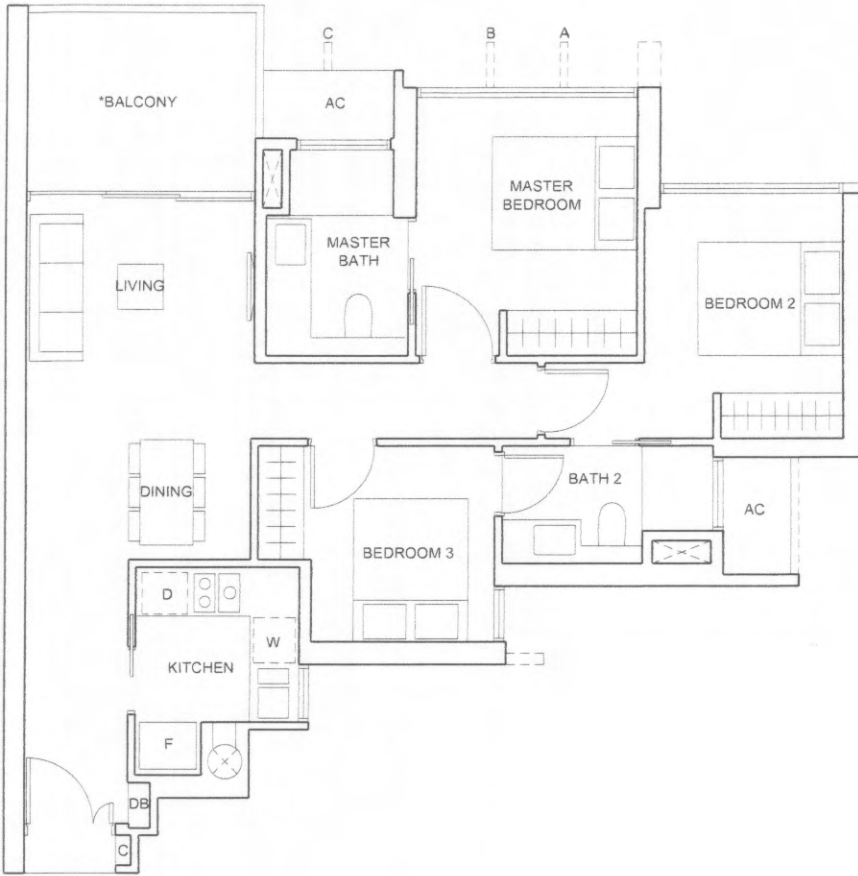 C
B
A
*BALCONY
AC
MASTER
BEDROOM
MASTER
BATH
LIVING
BEDROOM 2
DINING
BATH 2
AC
BEDROOM 3
D
W
KITCHEN
F
DB
C